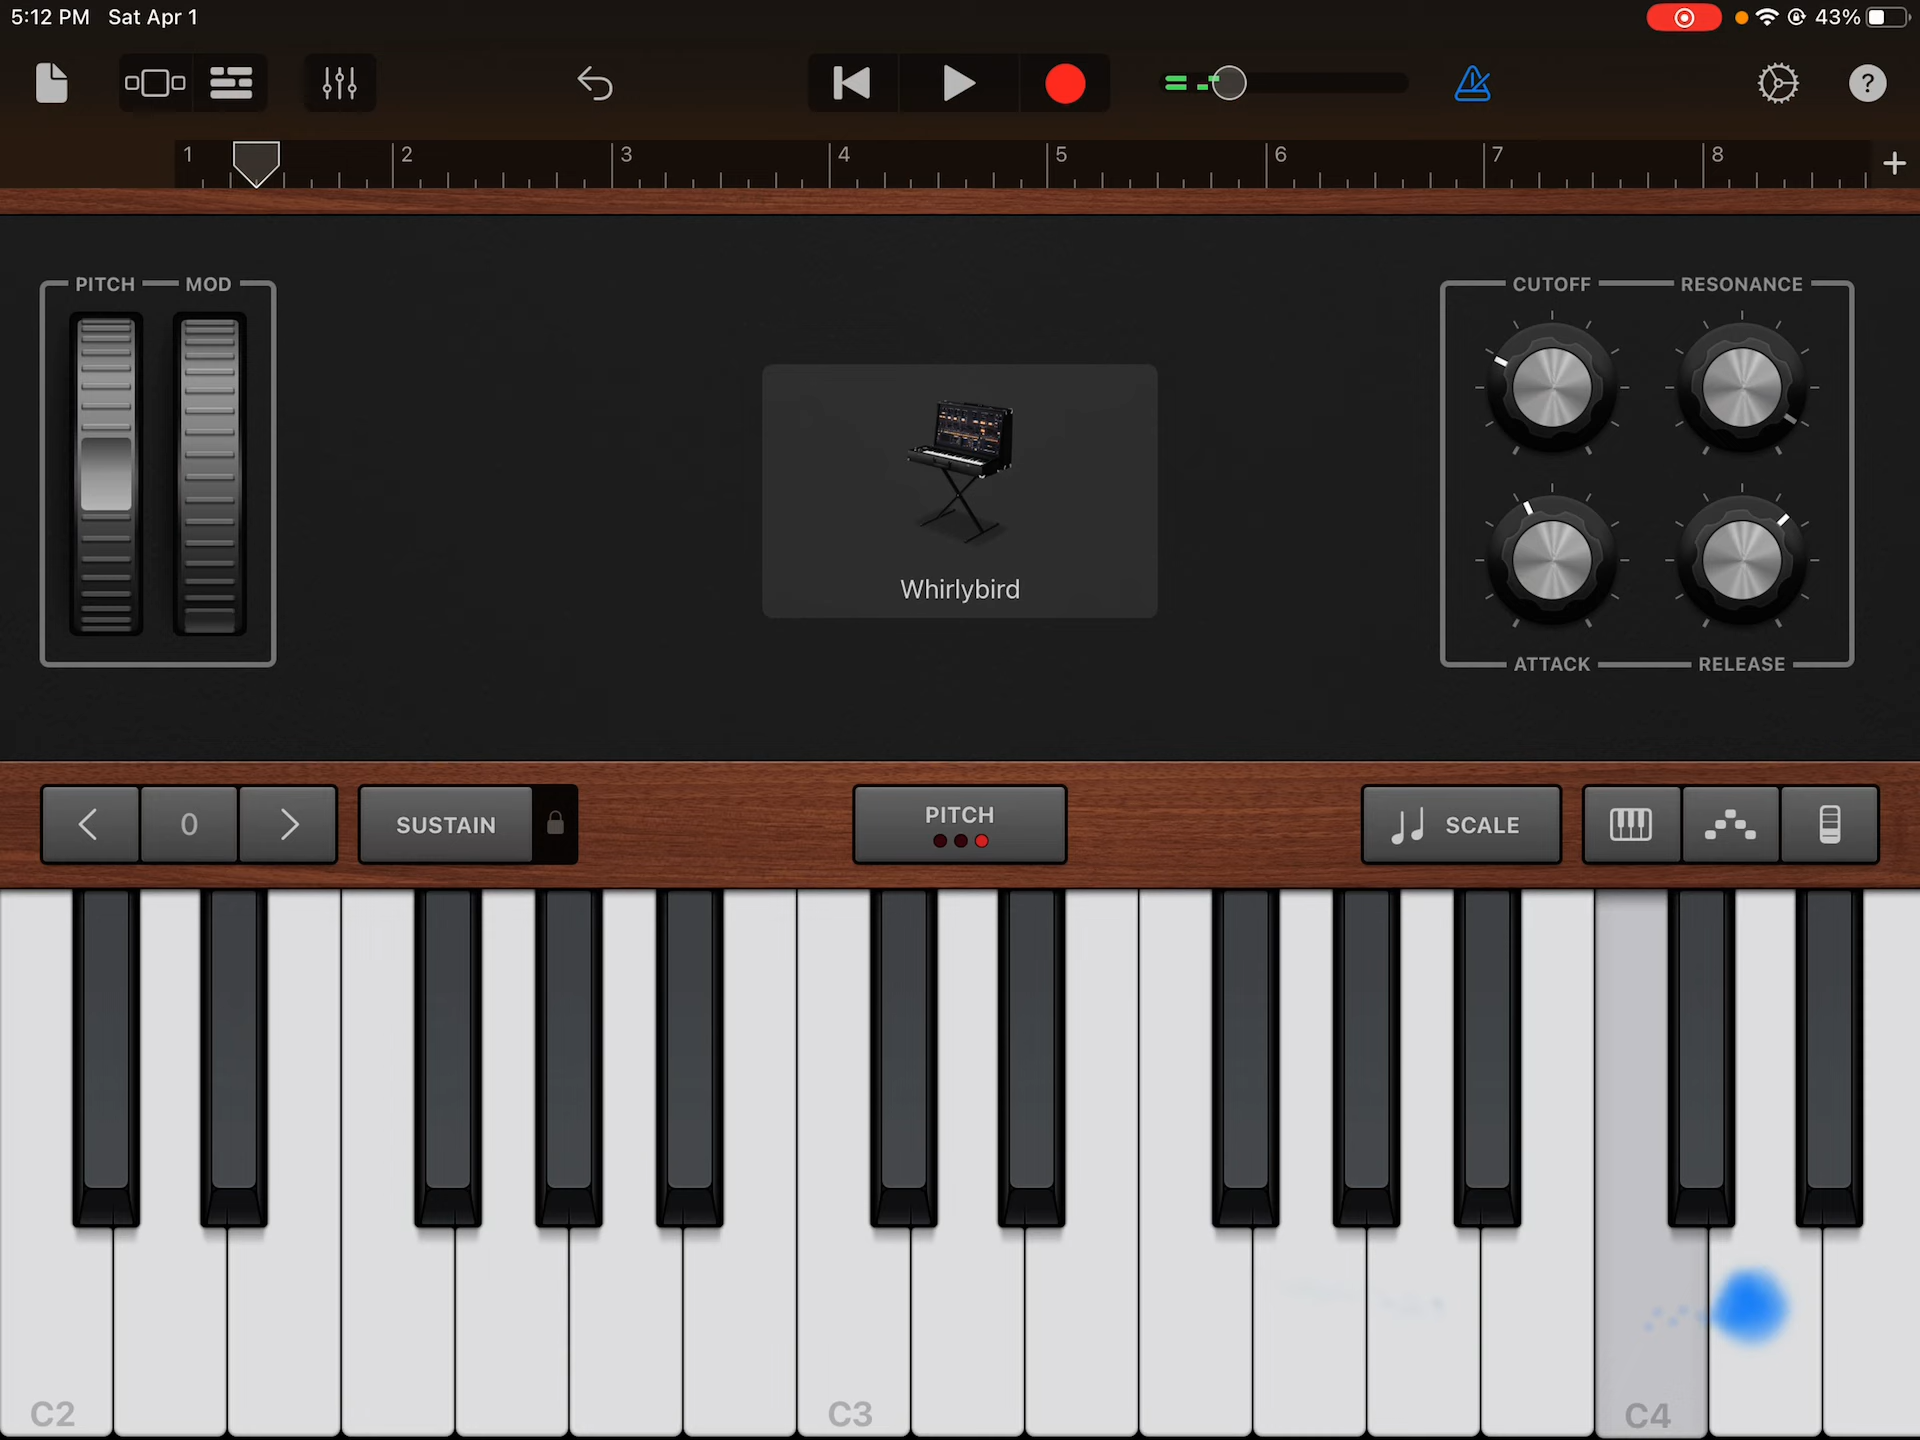 5:12 PM Sat Apr 1
43%
?
1 2 3 4 5 6 7 8 +
PITCH MOD
CUTOFF RESONANCE
Whirlybird
ATTACK RELEASE
0
SUSTAIN
PITCH
SCALE
C2 C3 C4